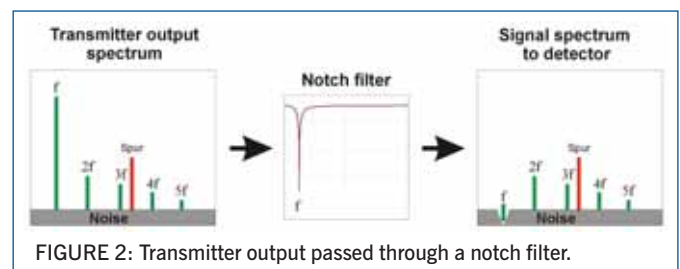 Transmitter output
spectrum
f
2f
3f
Spur
4f
5f
Noise
Notch filter
f
Signal spectrum
to detector
f
2f
3f
Spur
4f
5f
Noise
FIGURE 2: Transmitter output passed through a notch filter.